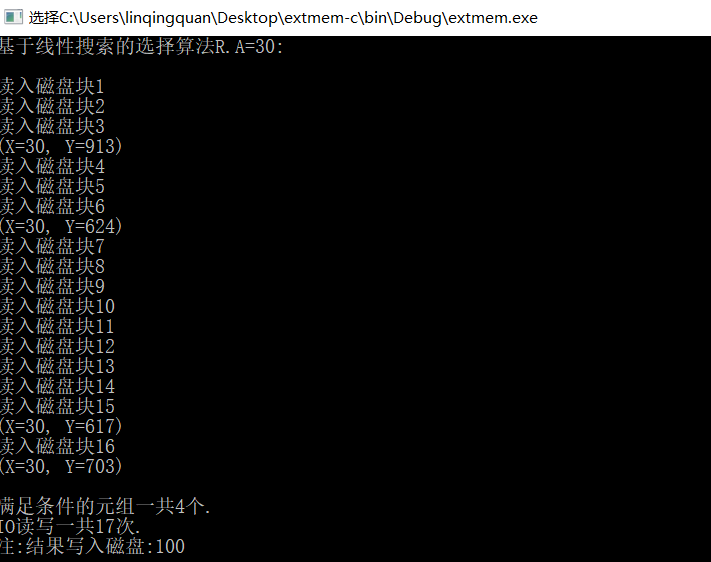 选择C:\Users\linqingquan\Desktop\extmem-c\bin\Debug\extmem.exe
基于线性搜索的选择算法R.A=30:
读入磁盘块1
读入磁盘块2
读入磁盘块3
(X=30, Y=913)
读入磁盘块4
读入磁盘块5
读入磁盘块6
(X=30, Y=624)
读入磁盘块7
读入磁盘块8
读入磁盘块9
读入磁盘块10
读入磁盘块11
读入磁盘块12
读入磁盘块13
读入磁盘块14
读入磁盘块15
(X=30, Y=617)
读入磁盘块16
(X=30, Y=703)
满足条件的元组一共4个.
IO读写一共17次.
注:结果写入磁盘:100